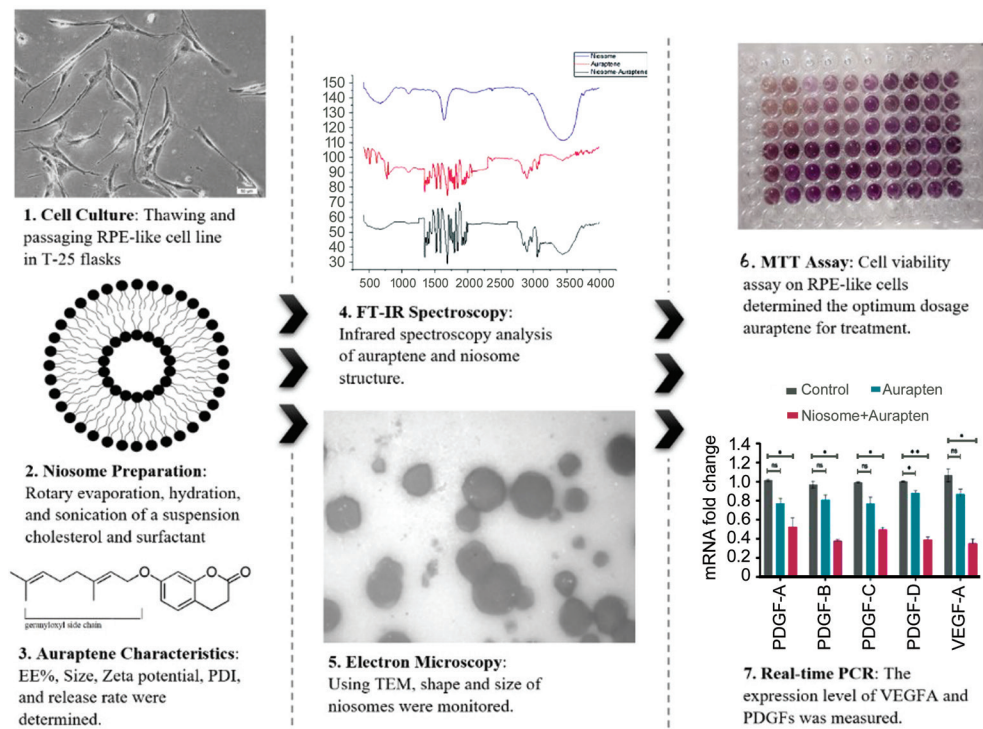 1. Cell Culture: Thawing and
passaging RPE-like cell line
in T-25 flasks
2. Niosome Preparation:
Rotary evaporation, hydration,
and sonication of a suspension
cholesterol and surfactant
O
O
O
germyloxyl side chain
3. Auraptene Characteristics:
EE%, Size, Zeta potential, PDI,
and release rate were
determined.
Niosome
Auraptene
Niosome-Auraptene
150
140
130
120
110
100
90
80
70
60
50
40
30
500 1000 1500 2000 2500 3000 3500 4000
4. FT-IR Spectroscopy:
Infrared spectroscopy analysis
of auraptene and niosome
structure.
5. Electron Microscopy:
Using TEM, shape and size of
niosomes were monitored.
6. MTT Assay: Cell viability
assay on RPE-like cells
determined the optimum dosage
auraptene for treatment.
Control Aurapten
Niosome+Aurapten
mRNA fold change
1.4
1.2
1.0
0.8
0.6
0.4
0.2
0
* * * ** *
ns ns ns * ns
PDGF-A PDGF-B PDGF-C PDGF-D VEGF-A
7. Real-time PCR: The
expression level of VEGFA and
PDGFs was measured.